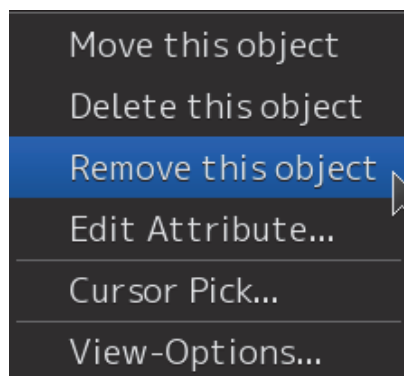 Move this object
Delete this object
Remove this object
Edit Attribute...
Cursor Pick...
View-Options...